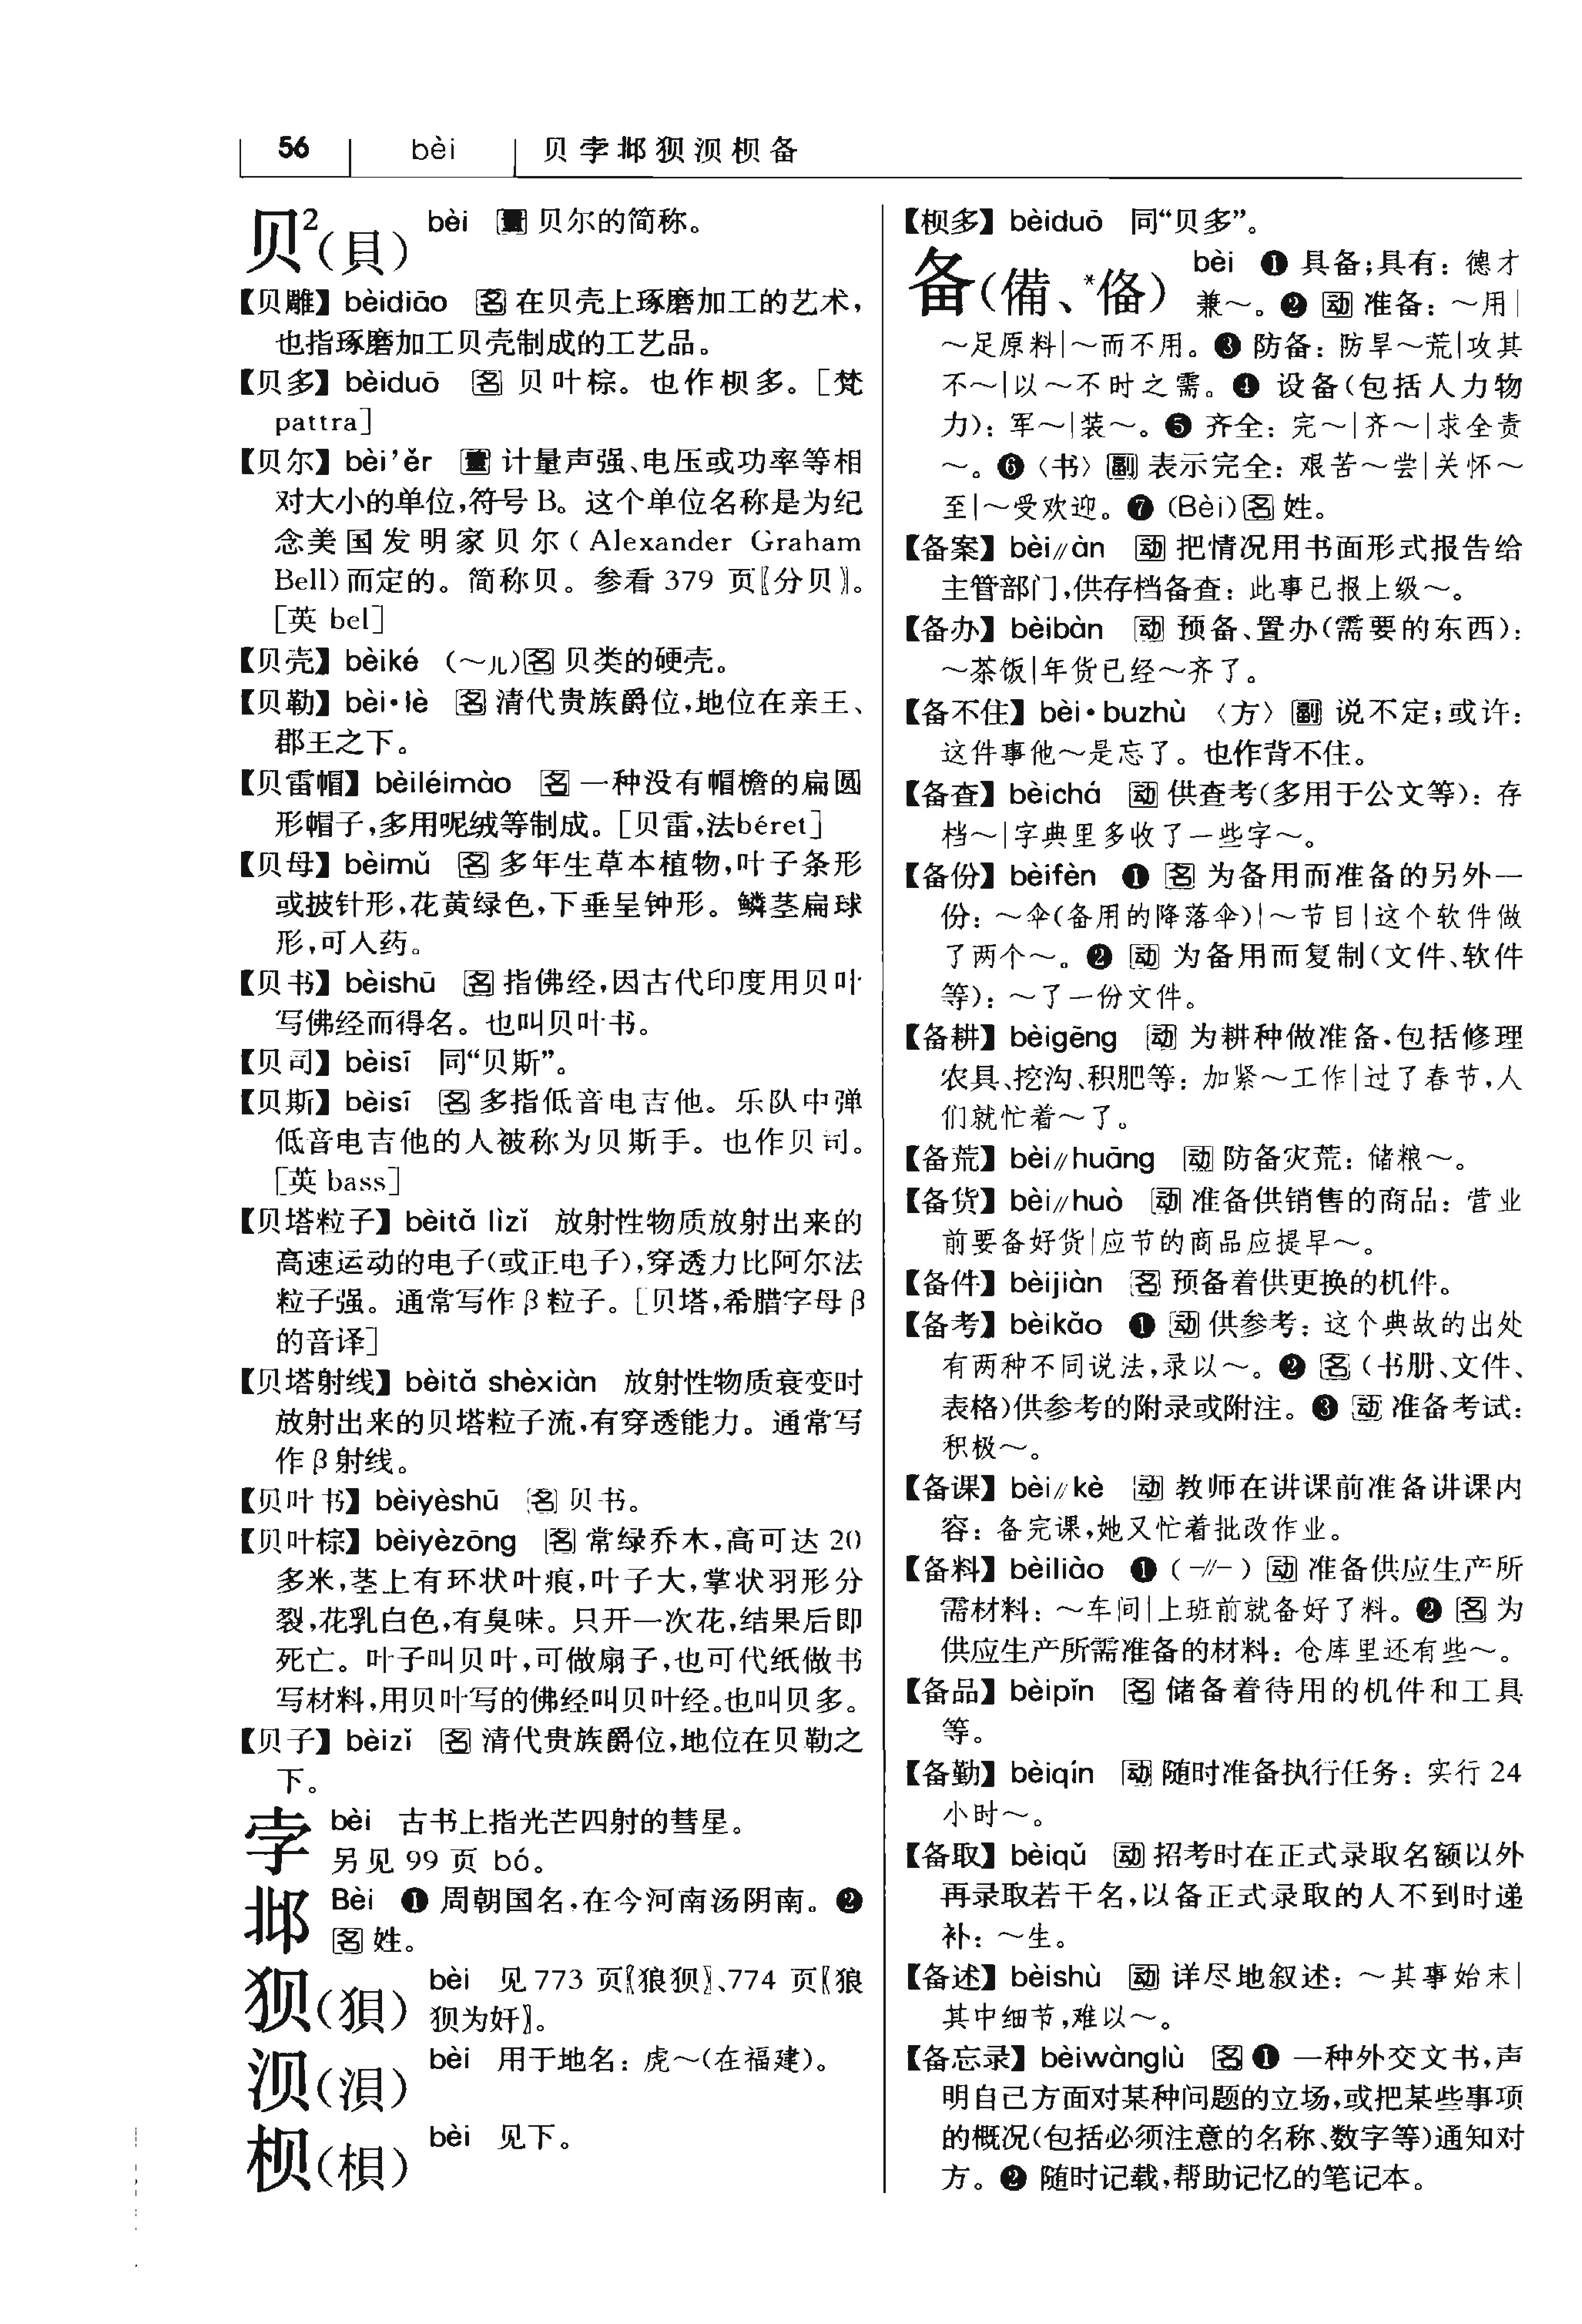 56 bèi 贝孛邶狈浿梖备
贝²(貝) bèi 量 贝尔的简称。
【贝雕】bèidiāo 名 在贝壳上琢磨加工的艺术,
也指琢磨加工贝壳制成的工艺品。
【贝多】bèiduō 名 贝叶棕。也作梖多。[梵
pattra]
【贝尔】bèi’ěr 量 计量声强、电压或功率等相
对大小的单位,符号 B。这个单位名称是为纪
念美国发明家贝尔(Alexander Graham
Bell)而定的。简称贝。参看 379 页〖分贝〗。
[英 bel]
【贝壳】bèiké (～儿)名 贝类的硬壳。
【贝勒】bèi·lè 名 清代贵族爵位,地位在亲王、
郡王之下。
【贝雷帽】bèiléimào 名 一种没有帽檐的扁圆
形帽子,多用呢绒等制成。[贝雷,法béret]
【贝母】bèimǔ 名 多年生草本植物,叶子条形
或披针形,花黄绿色,下垂呈钟形。鳞茎扁球
形,可入药。
【贝书】bèishū 名 指佛经,因古代印度用贝叶
写佛经而得名。也叫贝叶书。
【贝司】bèisī 同“贝斯”。
【贝斯】bèisī 名 多指低音电吉他。乐队中弹
低音电吉他的人被称为贝斯手。也作贝司。
[英 bass]
【贝塔粒子】bèitǎ lìzǐ 放射性物质放射出来的
高速运动的电子(或正电子),穿透力比阿尔法
粒子强。通常写作 β 粒子。[贝塔,希腊字母 β
的音译]
【贝塔射线】bèitǎ shèxiàn 放射性物质衰变时
放射出来的贝塔粒子流,有穿透能力。通常写
作 β 射线。
【贝叶书】bèiyèshū 名 贝书。
【贝叶棕】bèiyèzōng 名 常绿乔木,高可达 20
多米,茎上有环状叶痕,叶子大,掌状羽形分
裂,花乳白色,有臭味。只开一次花,结果后即
死亡。叶子叫贝叶,可做扇子,也可代纸做书
写材料,用贝叶写的佛经叫贝叶经。也叫贝多。
【贝子】bèizǐ 名 清代贵族爵位,地位在贝勒之
下。
孛 bèi 古书上指光芒四射的彗星。
另见 99 页 bó。
邶 Bèi ❶ 周朝国名,在今河南汤阴南。❷
名 姓。
狈(狽) bèi 见 773 页〖狼狈〗、774 页〖狼
狈为奸〗。
浿(浿) bèi 用于地名:虎～(在福建)。
梖(梖) bèi 见下。
【梖多】bèiduō 同“贝多”。
备(備、*俻) bèi ❶ 具备;具有:德才
兼～。❷ 动 准备:～用|
～足原料|～而不用。❸ 防备:防旱～荒|攻其
不～|以～不时之需。❹ 设备(包括人力物
力):军～|装～。❺ 齐全:完～|齐～|求全责
～。❻〈书〉副 表示完全:艰苦～尝|关怀～
至|～受欢迎。❼ (Bèi)名 姓。
【备案】bèi//àn 动 把情况用书面形式报告给
主管部门,供存档备查:此事已报上级～。
【备办】bèibàn 动 预备、置办(需要的东西):
～茶饭|年货已经～齐了。
【备不住】bèi·buzhù 〈方〉副 说不定;或许:
这件事他～是忘了。也作背不住。
【备查】bèichá 动 供查考(多用于公文等):存
档～|字典里多收了一些字～。
【备份】bèifèn ❶ 名 为备用而准备的另外一
份:～伞(备用的降落伞)|～节目|这个软件做
了两个～。❷ 动 为备用而复制(文件、软件
等):～了一份文件。
【备耕】bèigēng 动 为耕种做准备,包括修理
农具、挖沟、积肥等:加紧～工作|过了春节,人
们就忙着～了。
【备荒】bèi//huāng 动 防备灾荒:储粮～。
【备货】bèi//huò 动 准备供销售的商品:营业
前要备好货|应节的商品应提早～。
【备件】bèijiàn 名 预备着供更换的机件。
【备考】bèikǎo ❶ 动 供参考:这个典故的出处
有两种不同说法,录以～。❷ 名 (书册、文件、
表格)供参考的附录或附注。❸ 动 准备考试:
积极～。
【备课】bèi//kè 动 教师在讲课前准备讲课内
容:备完课,她又忙着批改作业。
【备料】bèiliào ❶ (-//-) 动 准备供应生产所
需材料:～车间|上班前就备好了料。❷ 名 为
供应生产所需准备的材料:仓库里还有些～。
【备品】bèipǐn 名 储备着待用的机件和工具
等。
【备勤】bèiqín 动 随时准备执行任务:实行 24
小时～。
【备取】bèiqǔ 动 招考时在正式录取名额以外
再录取若干名,以备正式录取的人不到时递
补:～生。
【备述】bèishù 动 详尽地叙述:～其事始末|
其中细节,难以～。
【备忘录】bèiwànglù 名 ❶ 一种外交文书,声
明自己方面对某种问题的立场,或把某些事项
的概况(包括必须注意的名称、数字等)通知对
方。❷ 随时记载,帮助记忆的笔记本。